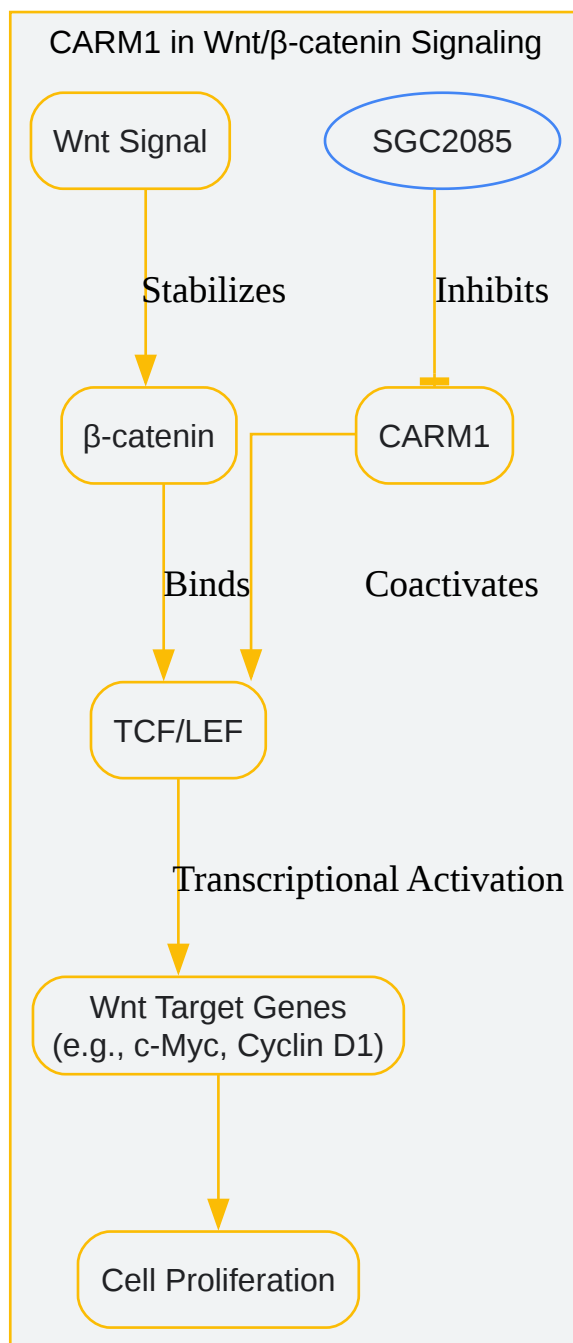 CARM1 in Wnt/β-catenin Signaling
Wnt Signal
SGC2085
Stabilizes
Inhibits
β-catenin
CARM1
Binds
Coactivates
TCF/LEF
Transcriptional Activation
Wnt Target Genes
(e.g., c-Myc, Cyclin D1)
Cell Proliferation